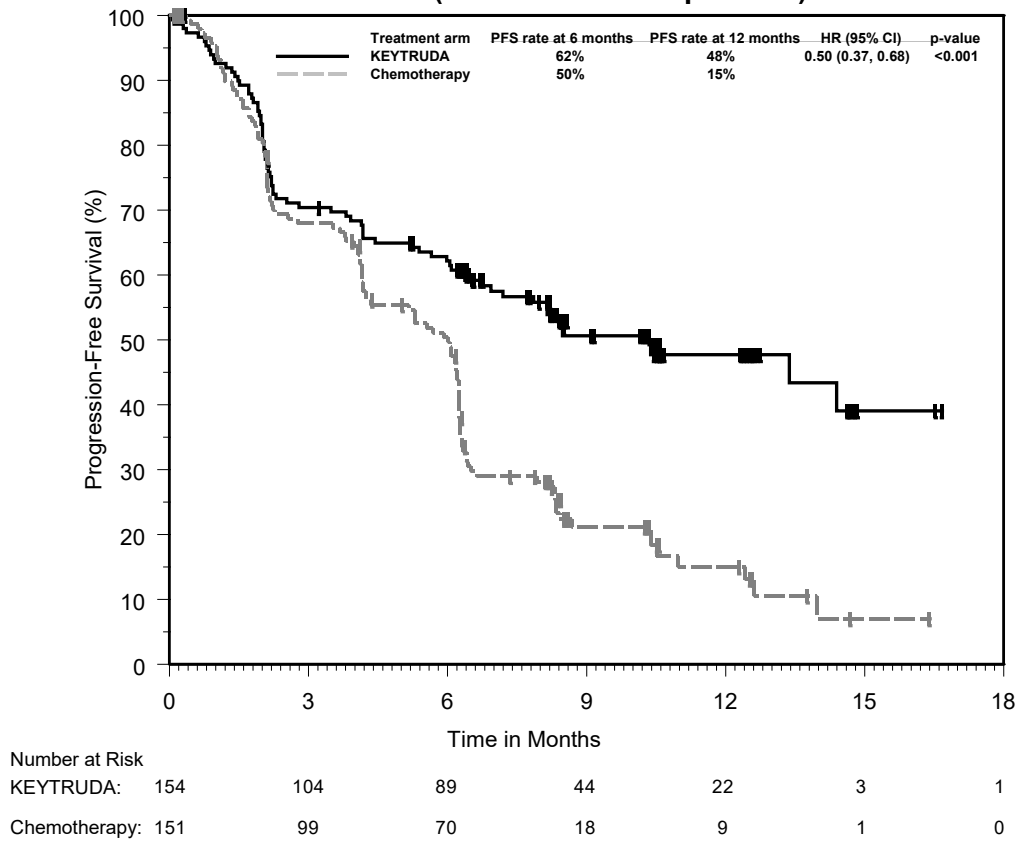 Treatment arm PFS rate at 6 months PFS rate at 12 months HR (95% CI) p-value
KEYTRUDA 62% 48% 0.50 (0.37, 0.68) <0.001
Chemotherapy 50% 15%
Progression-Free Survival (%)
100
90
80
70
60
50
40
30
20
10
0
0 3 6 9 12 15 18
Time in Months
Number at Risk
KEYTRUDA: 154 104 89 44 22 3 1
Chemotherapy: 151 99 70 18 9 1 0